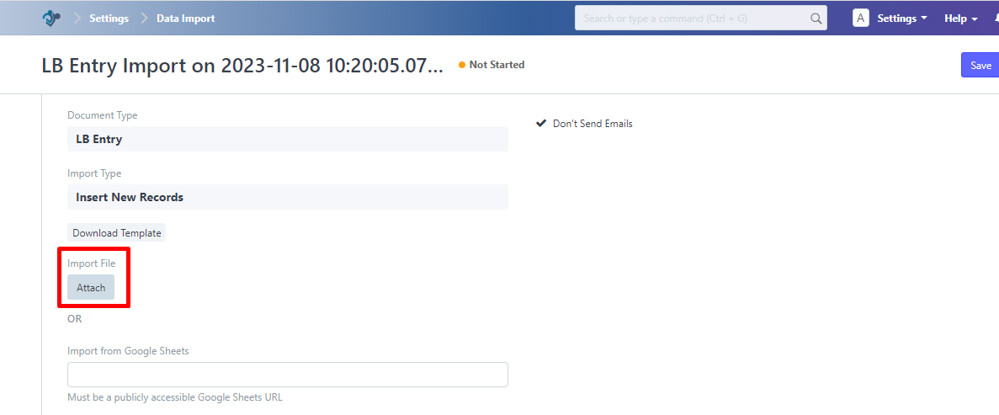 Settings
Data Import
Search or type a command (Ctrl + G)
A
Settings
Help
LB Entry Import on 2023-11-08 10:20:05.07...
Not Started
Save
Document Type
LB Entry
Don't Send Emails
Import Type
Insert New Records
Download Template
Import File
Attach
OR
Import from Google Sheets
Must be a publicly accessible Google Sheets URL